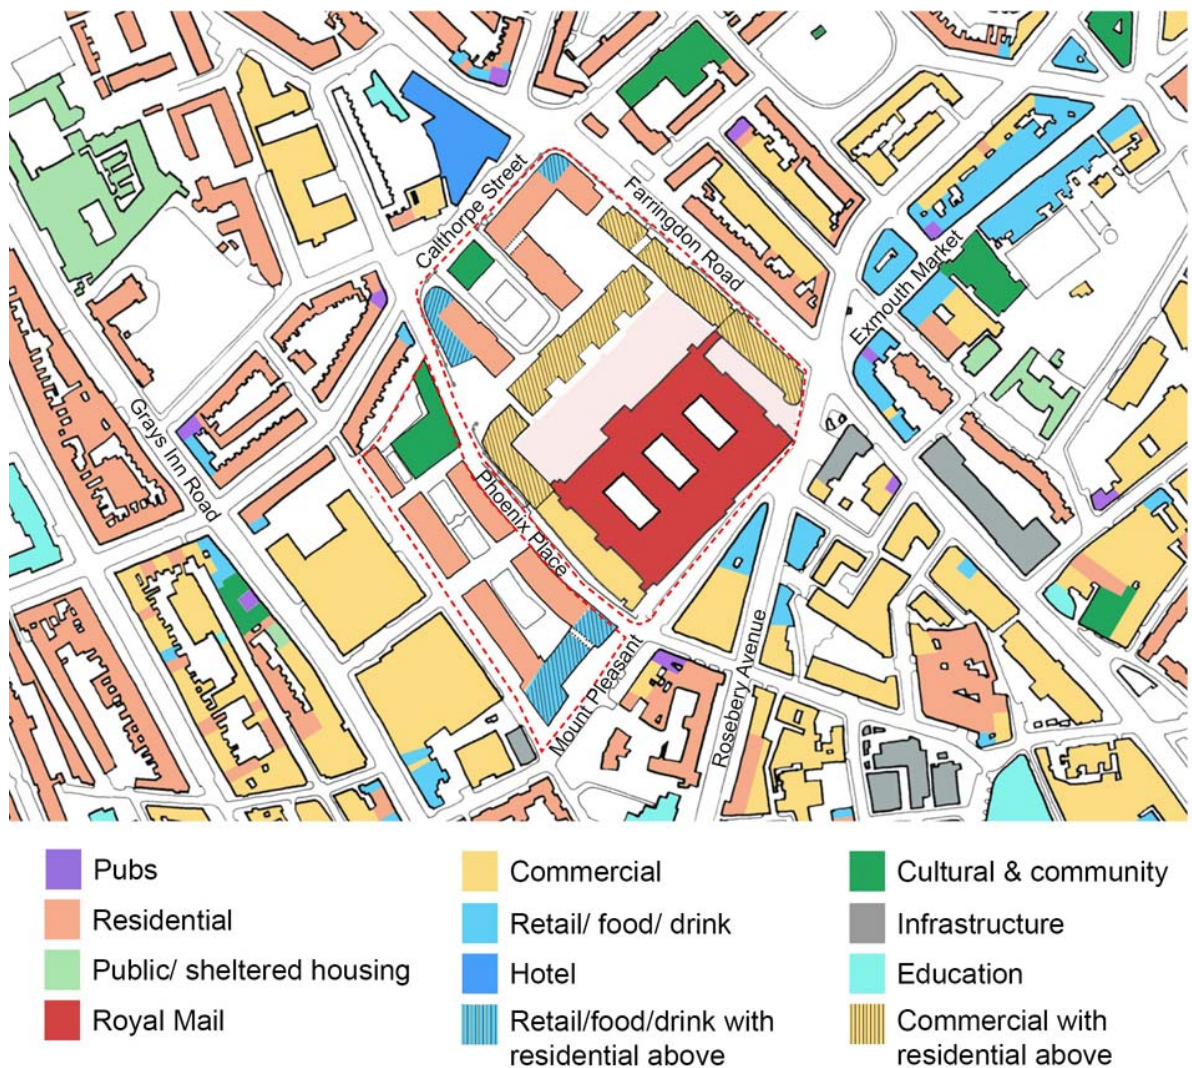 Calthorpe Street
Farringdon Road
Exmouth Market
Grays Inn Road
Phoenix Place
Mount Pleasant
Rosebery Avenue
Pubs
Residential
Public/ sheltered housing
Royal Mail
Commercial
Retail/ food/ drink
Hotel
Retail/food/drink with
residential above
Cultural & community
Infrastructure
Education
Commercial with
residential above